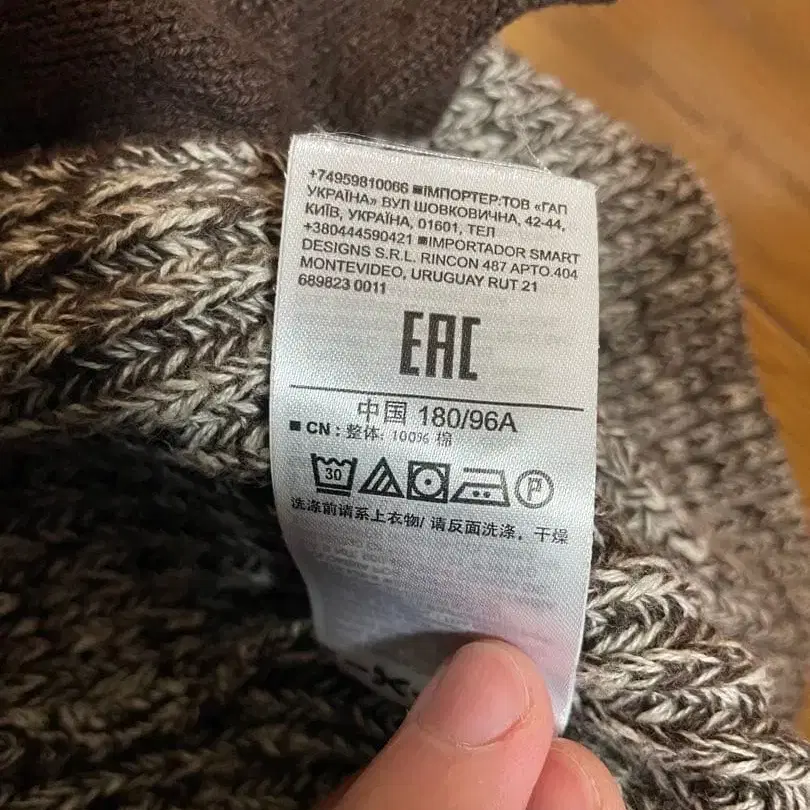 +74959810066 ■ІМПОРТЕР:ТОВ «ГАП
УКРАЇНА» ВУЛ ШОВКОВИЧНА, 42-44,
КИЇВ, УКРАЇНА, 01601, ТЕЛ
+380444590421 ■IMPORTADOR SMART
DESIGNS S.R.L. RINCON 487 APTO.404
MONTEVIDEO, URUGUAY RUT 21
689823 0011
EAC
中国 180/96A
■ CN : 整体: 100% 棉
30
P
洗涤前请系上衣物/ 请反面洗涤，干燥